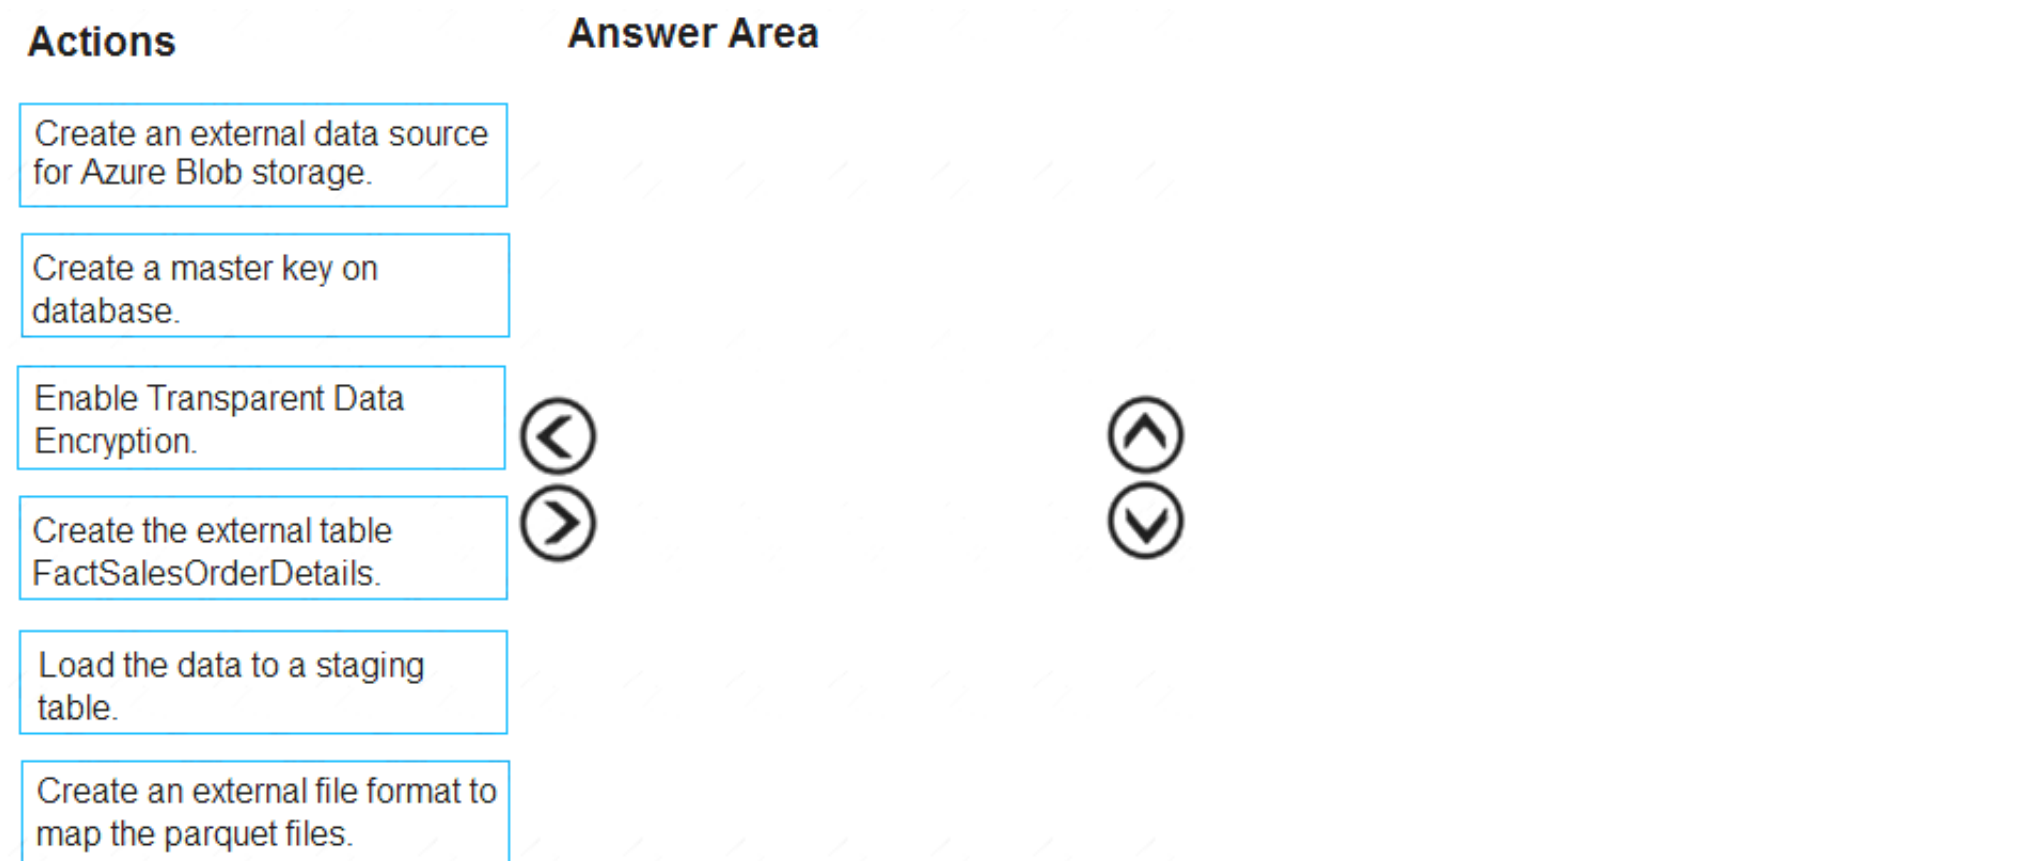 Actions
Answer Area
Create an external data source
for Azure Blob storage.
Create a master key on
database.
Enable Transparent Data
Encryption.
Create the external table
FactSalesOrderDetails.
Load the data to a staging
table.
Create an external file format to
map the parquet files.